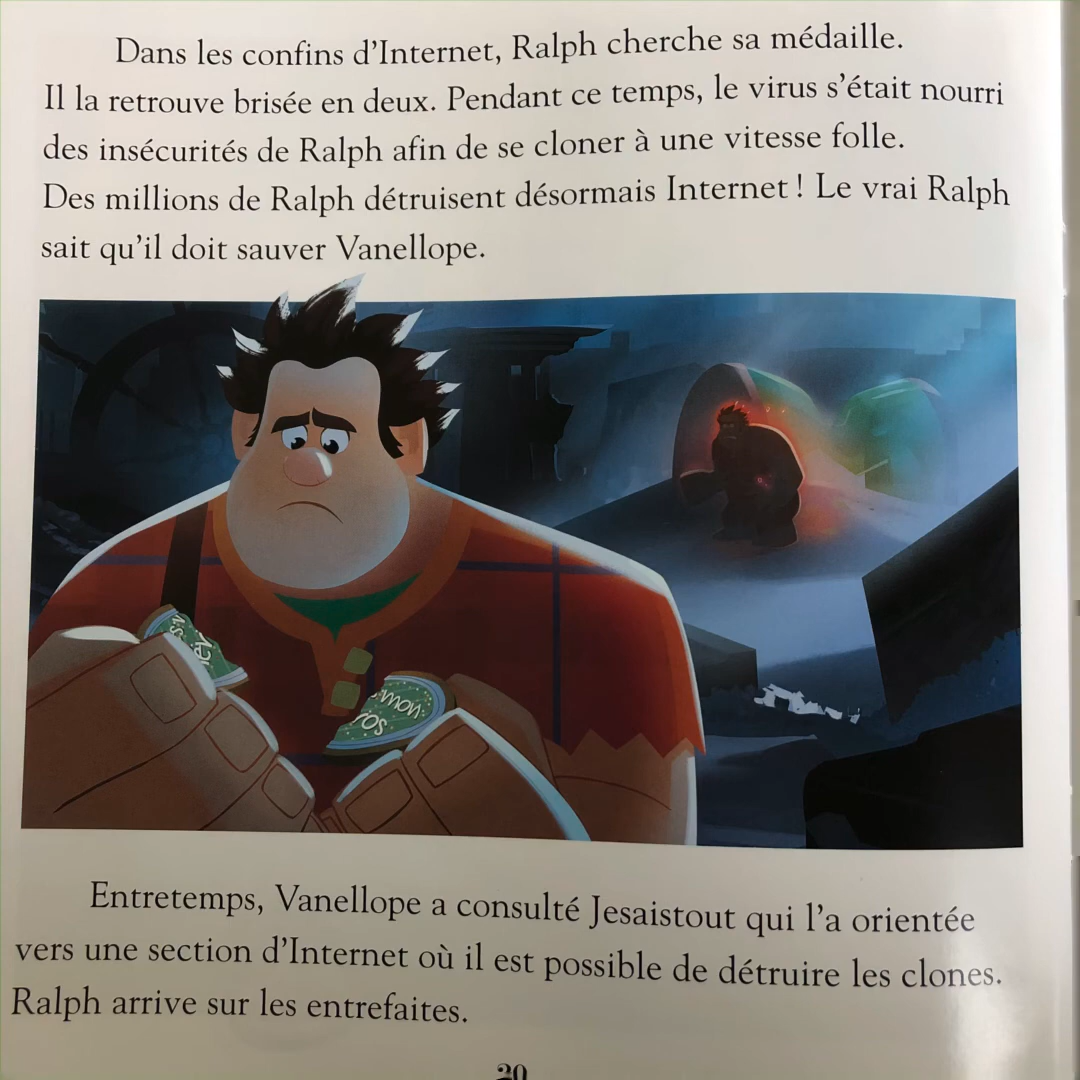 Dans les confins d'Internet, Ralph cherche sa médaille.
Il la retrouve brisée en deux. Pendant ce temps, le virus s'était nourri
des insécurités de Ralph afin de se cloner à une vitesse folle.
Des millions de Ralph détruisent désormais Internet ! Le vrai Ralph
sait qu'il doit sauver Vanellope.
mon
ros
Entretemps, Vanellope a consulté Jesaistout qui l'a orientée
vers une section d'Internet où il est possible de détruire les clones.
Ralph arrive sur les entrefaites.
20